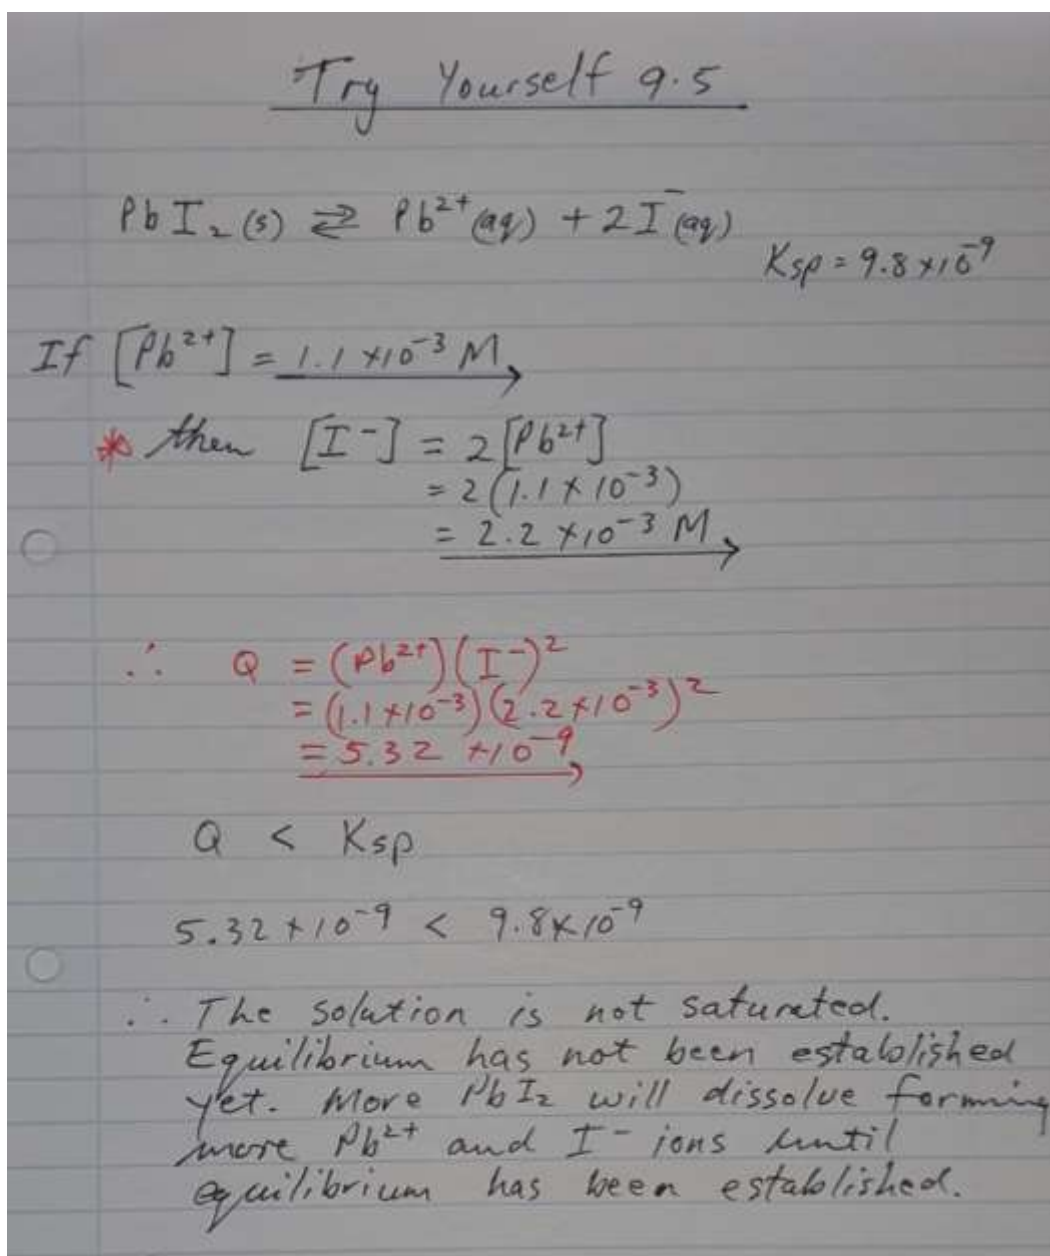 Try Yourself 9.5
PbI₂(s) ⇄ Pb²⁺(aq) + 2I⁻(aq)
Ksp = 9.8×10⁻⁹
If [Pb²⁺] = 1.1×10⁻³ M
* then [I⁻] = 2[Pb²⁺]
= 2(1.1×10⁻³)
= 2.2×10⁻³ M
∴ Q = (Pb²⁺)(I⁻)²
= (1.1×10⁻³)(2.2×10⁻³)²
= 5.32×10⁻⁹
Q < Ksp
5.32×10⁻⁹ < 9.8×10⁻⁹
∴ The solution is not saturated.
Equilibrium has not been established
yet. More PbI₂ will dissolve forming
more Pb²⁺ and I⁻ ions until
equilibrium has been established.